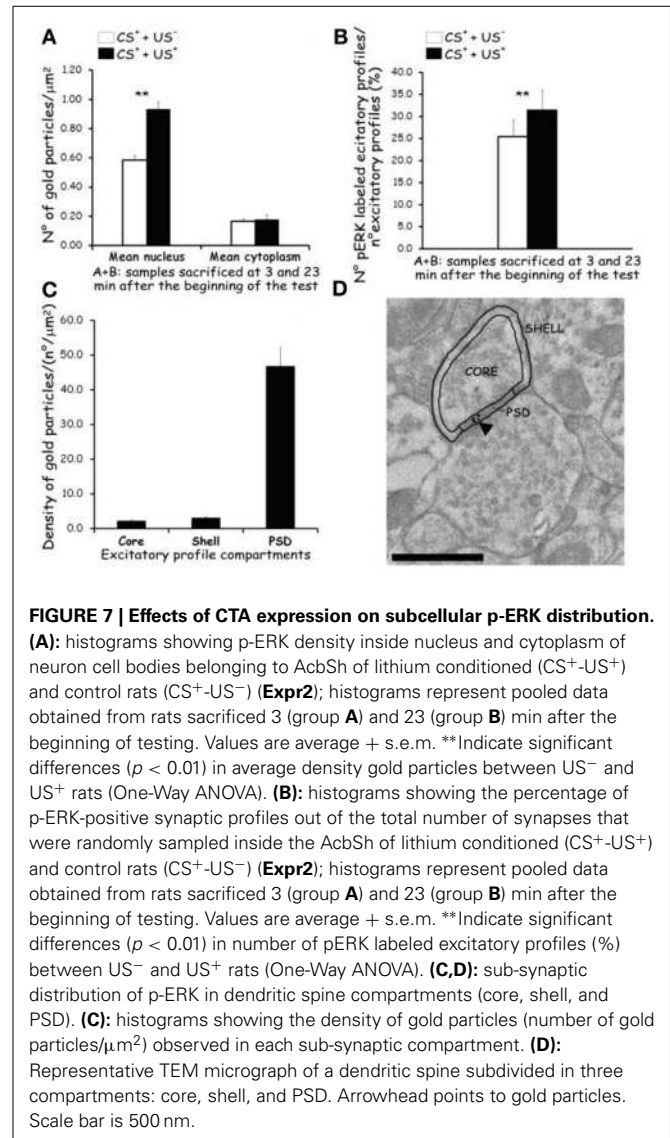 A
CS⁺ + US⁻
CS⁺ + US⁺
N° of gold particles/µm²
1.20
1.00
0.80
0.60
0.40
0.20
0.00
**
Mean nucleus
Mean cytoplasm
A+B: samples sacrificed at 3 and 23
min after the beginning of the test
B
CS⁺ + US⁻
CS⁺ + US⁺
N° pERK labeled ecitatory profiles/
n°excitatory profiles (%)
40.0
35.0
30.0
25.0
20.0
15.0
10.0
5.0
0.0
**
A+B: samples sacrificed at 3 and 23
min after the beginning of the test
C
Density of gold particles/(n°/µm²)
60.0
50.0
40.0
30.0
20.0
10.0
0.0
Core
Shell
PSD
Excitatory profile compartments
D
SHELL
CORE
PSD
FIGURE 7 | Effects of CTA expression on subcellular p-ERK distribution.
(A): histograms showing p-ERK density inside nucleus and cytoplasm of
neuron cell bodies belonging to AcbSh of lithium conditioned (CS⁺-US⁺)
and control rats (CS⁺-US⁻) (Expr2); histograms represent pooled data
obtained from rats sacrificed 3 (group A) and 23 (group B) min after the
beginning of testing. Values are average + s.e.m. **Indicate significant
differences (p < 0.01) in average density gold particles between US⁻ and
US⁺ rats (One-Way ANOVA). (B): histograms showing the percentage of
p-ERK-positive synaptic profiles out of the total number of synapses that
were randomly sampled inside the AcbSh of lithium conditioned (CS⁺-US⁺)
and control rats (CS⁺-US⁻) (Expr2); histograms represent pooled data
obtained from rats sacrificed 3 (group A) and 23 (group B) min after the
beginning of testing. Values are average + s.e.m. **Indicate significant
differences (p < 0.01) in number of pERK labeled excitatory profiles (%)
between US⁻ and US⁺ rats (One-Way ANOVA). (C,D): sub-synaptic
distribution of p-ERK in dendritic spine compartments (core, shell, and
PSD). (C): histograms showing the density of gold particles (number of gold
particles/µm²) observed in each sub-synaptic compartment. (D):
Representative TEM micrograph of a dendritic spine subdivided in three
compartments: core, shell, and PSD. Arrowhead points to gold particles.
Scale bar is 500 nm.